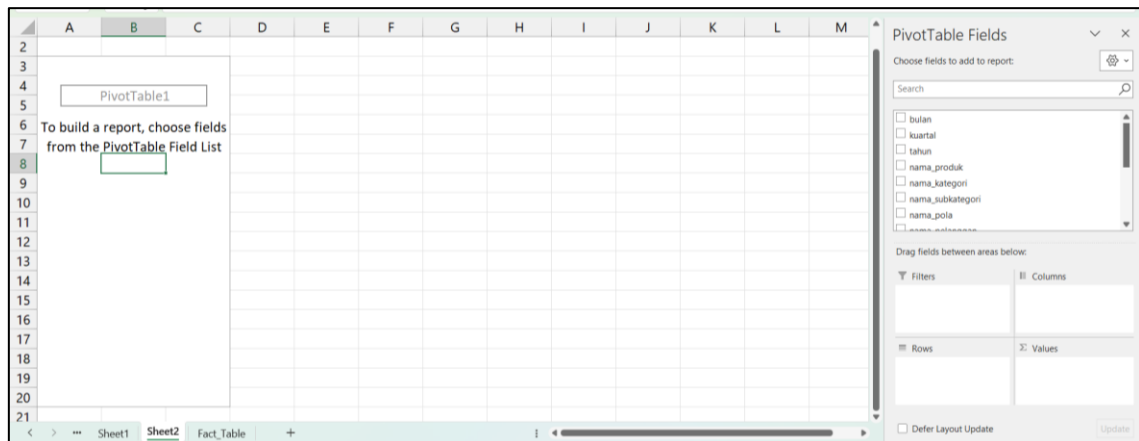 A B C D E F G H I J K L M
2
3
4
5
6
7
8
9
10
11
12
13
14
15
16
17
18
19
20
21
PivotTable1
To build a report, choose fields
from the PivotTable Field List
Sheet1 Sheet2 Fact_Table +
PivotTable Fields
Choose fields to add to report:
Search
bulan
kuartal
tahun
nama_produk
nama_kategori
nama_subkategori
nama_pola
Drag fields between areas below:
Filters
Columns
Rows
Σ Values
Defer Layout Update
Update